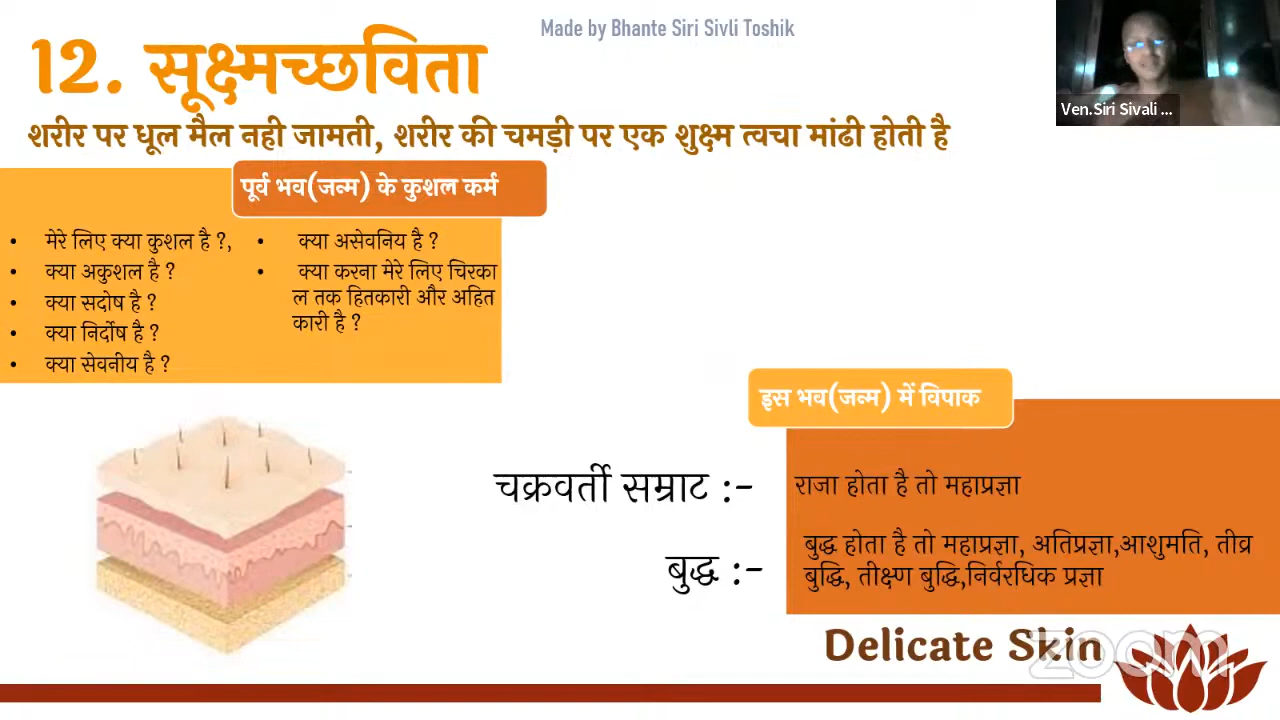 Made by Bhante Siri Sivli Toshik
12. सूक्ष्मच्छविता
Ven.Siri Sivali ...
शरीर पर धूल मैल नही जामती, शरीर की चमड़ी पर एक शुक्ष्म त्वचा मांढी होती है
पूर्व भव(जन्म) के कुशल कर्म
• मेरे लिए क्या कुशल है ?,
• क्या अकुशल है ?
• क्या सदोष है ?
• क्या निर्दोष है ?
• क्या सेवनीय है ?
• क्या असेवनिय है ?
• क्या करना मेरे लिए चिरका
ल तक हितकारी और अहित
कारी है ?
इस भव(जन्म) में विपाक
चक्रवर्ती सम्राट :-
राजा होता है तो महाप्रज्ञा
बुद्ध :-
बुद्ध होता है तो महाप्रज्ञा, अतिप्रज्ञा,आशुमति, तीव्र
बुद्धि, तीक्ष्ण बुद्धि,निर्वरधिक प्रज्ञा
Delicate Skin
zoom